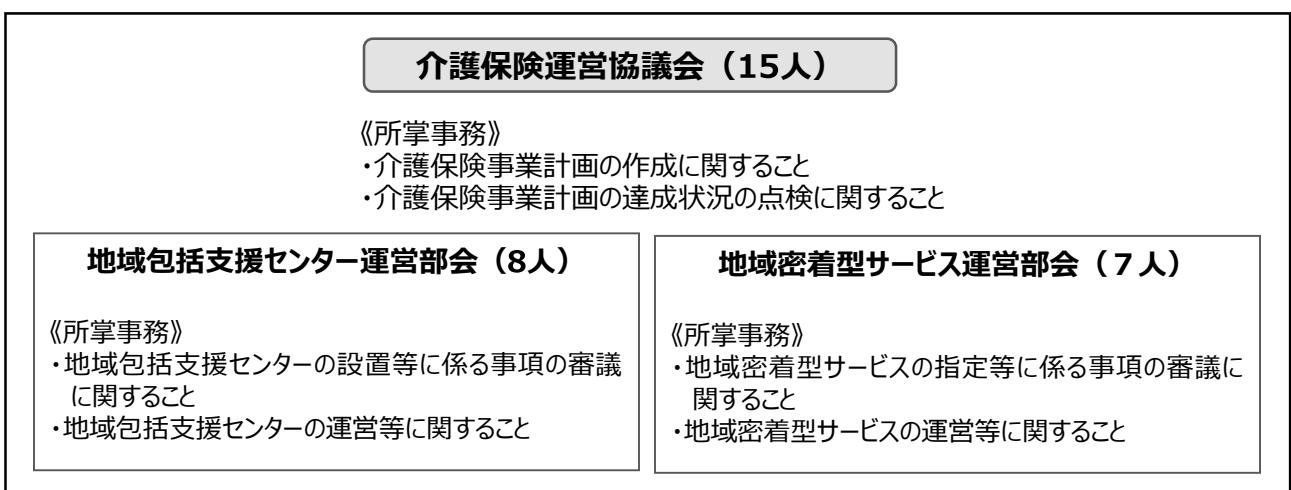 介護保険運営協議会（15人）
《所掌事務》
・介護保険事業計画の作成に関すること
・介護保険事業計画の達成状況の点検に関すること
地域包括支援センター運営部会（8人）
《所掌事務》
・地域包括支援センターの設置等に係る事項の審議
に関すること
・地域包括支援センターの運営等に関すること
地域密着型サービス運営部会（７人）
《所掌事務》
・地域密着型サービスの指定等に係る事項の審議に
関すること
・地域密着型サービスの運営等に関すること